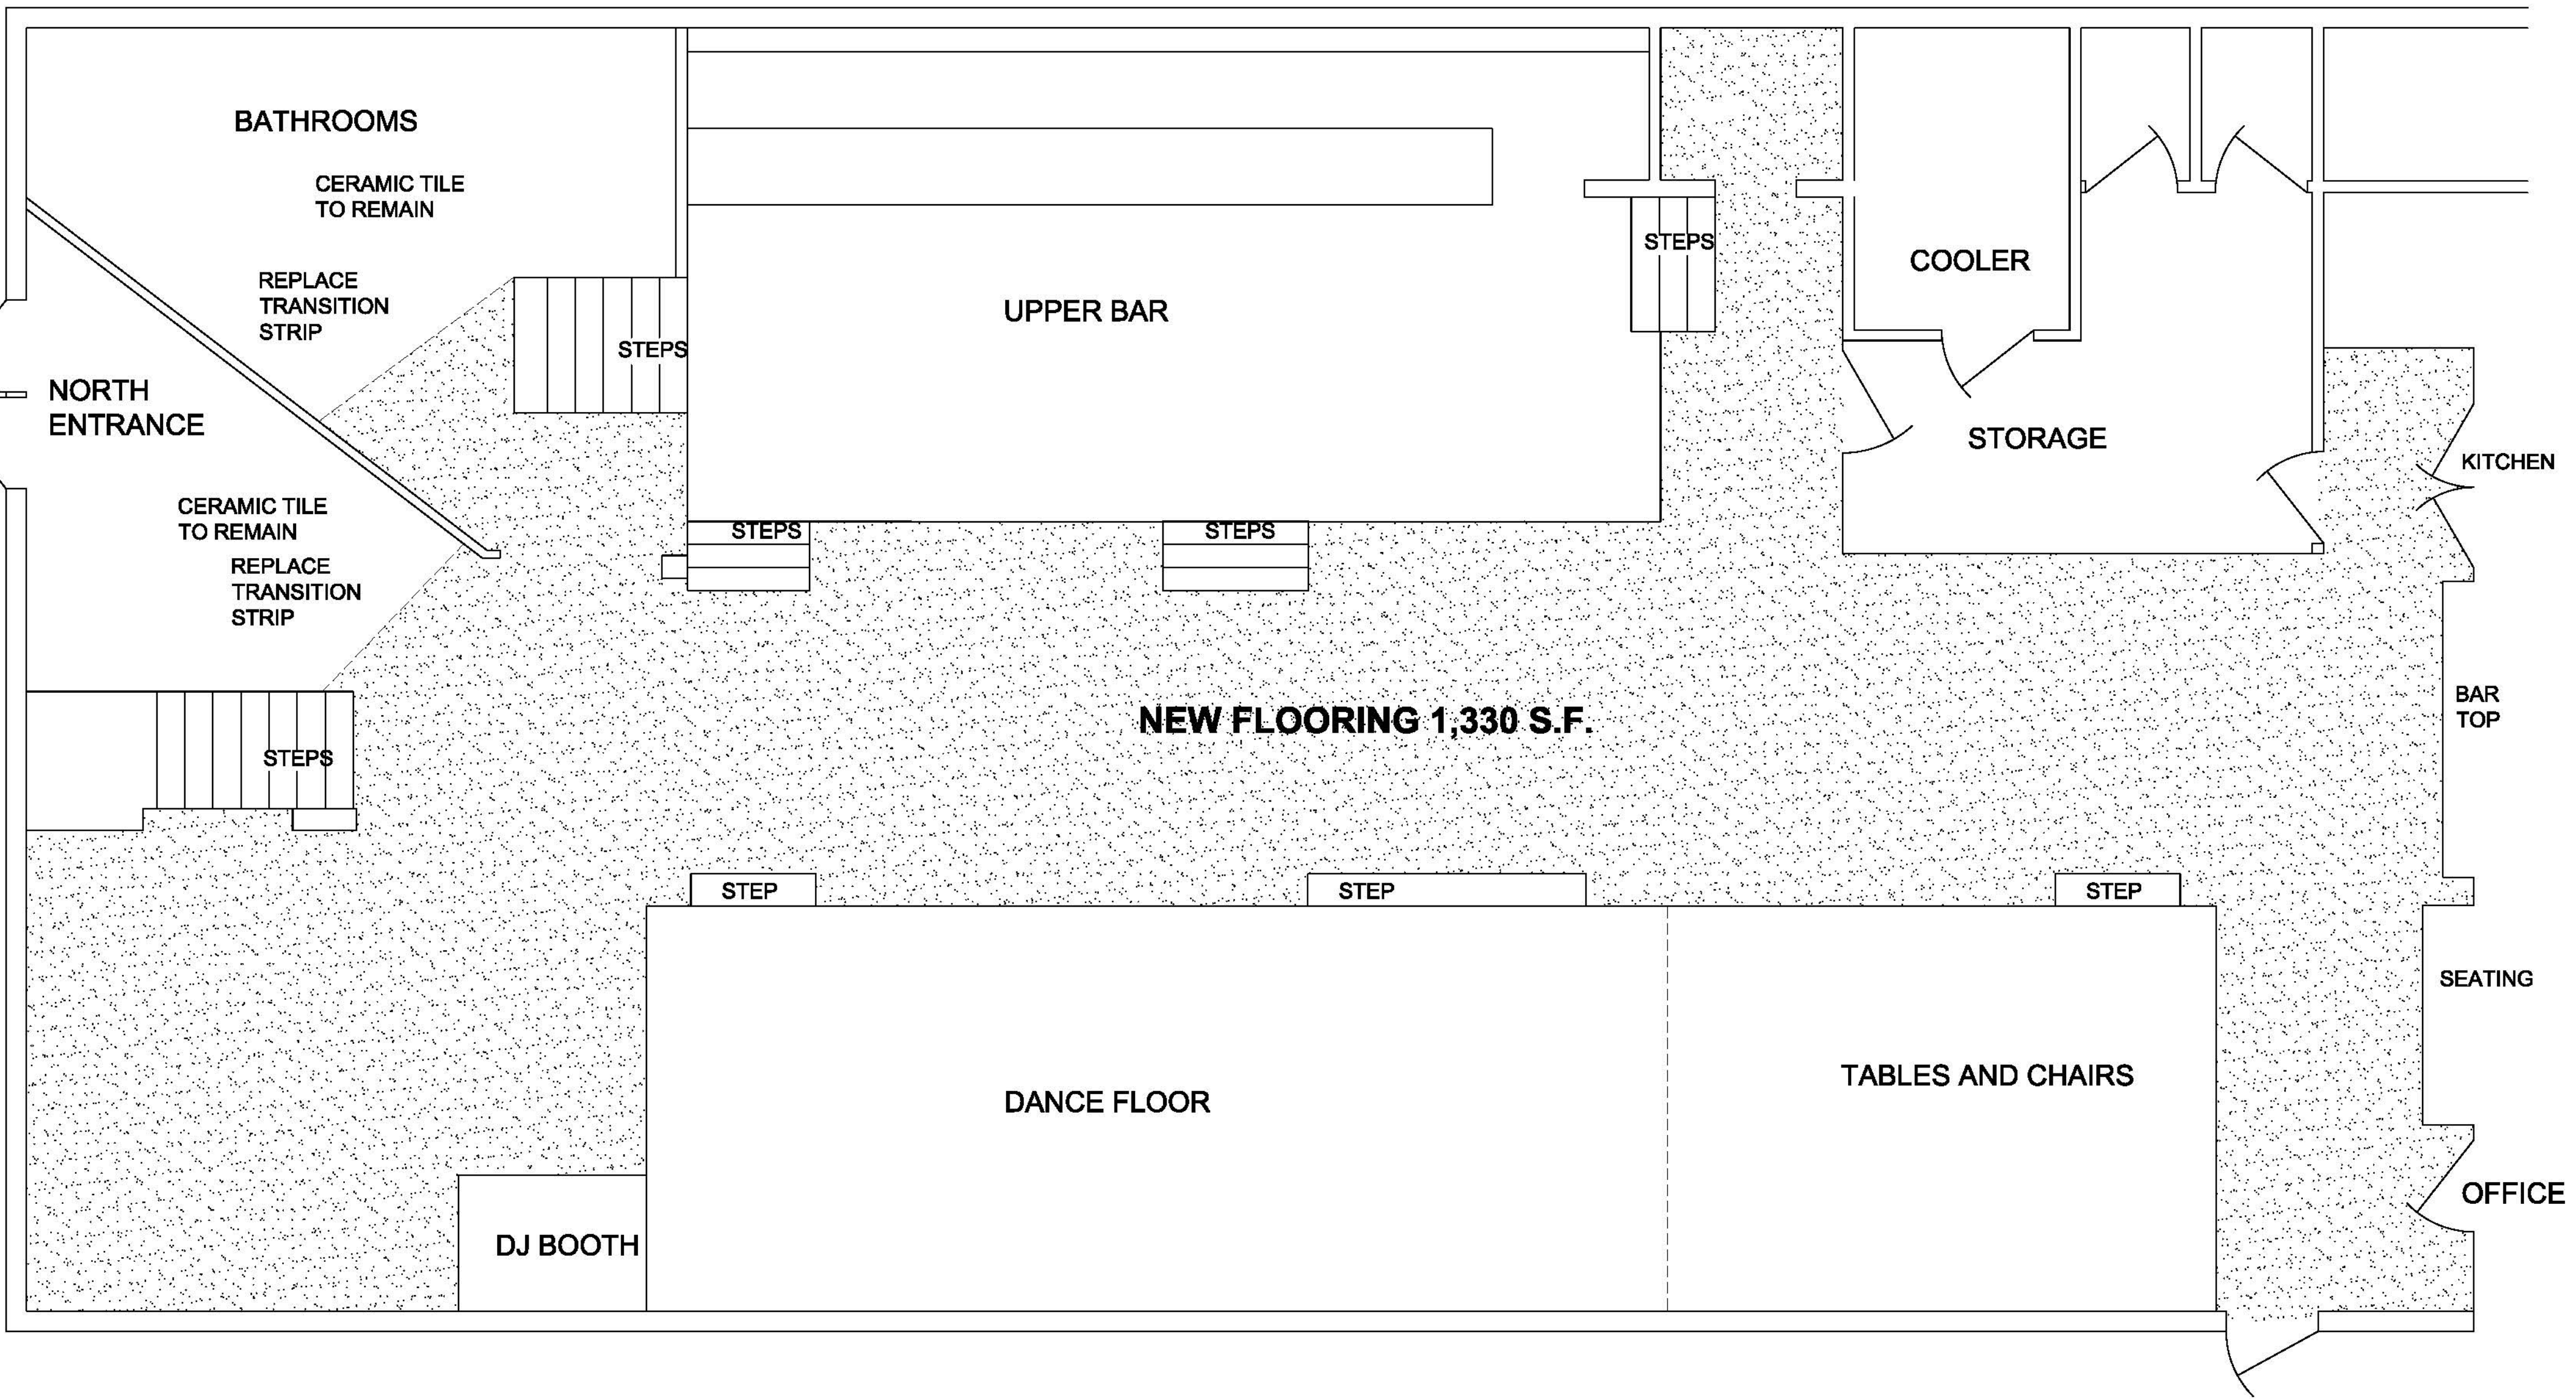 BATHROOMS
CERAMIC TILE
TO REMAIN
REPLACE
TRANSITION
STRIP
STEPS
NORTH
ENTRANCE
CERAMIC TILE
TO REMAIN
REPLACE
TRANSITION
STRIP
STEPS
UPPER BAR
STEPS
STEPS
STEPS
COOLER
STORAGE
KITCHEN
BAR
TOP
NEW FLOORING 1,330 S.F.
STEP
STEP
STEP
SEATING
DANCE FLOOR
TABLES AND CHAIRS
OFFICE
DJ BOOTH